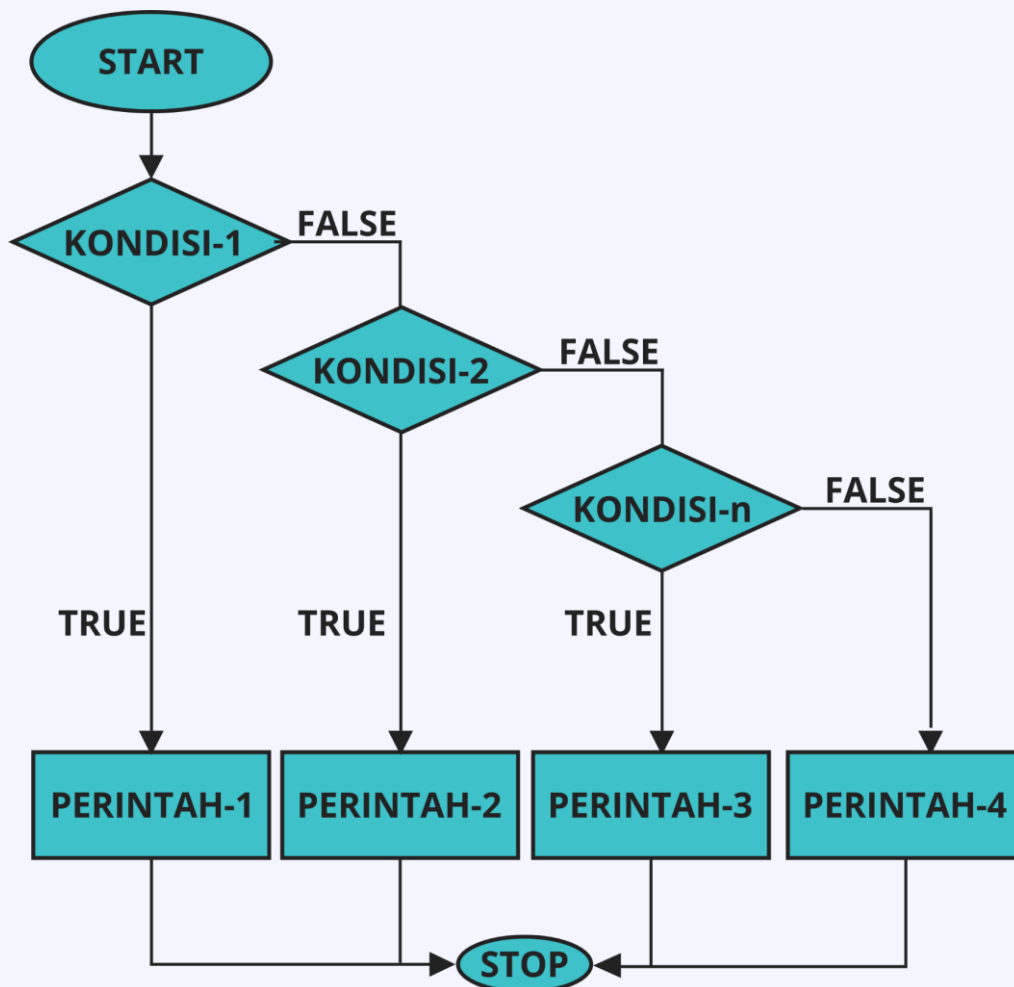 START
KONDISI-1
FALSE
KONDISI-2
FALSE
KONDISI-n
FALSE
TRUE
TRUE
TRUE
PERINTAH-1
PERINTAH-2
PERINTAH-3
PERINTAH-4
STOP